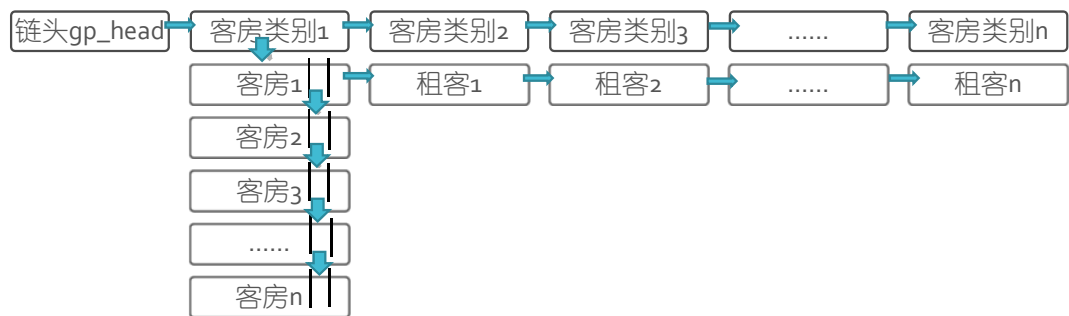 链头gp_head 客房类别1 客房类别2 客房类别3 …… 客房类别n
客房1 租客1 租客2 …… 租客n
客房2
客房3
……
客房n